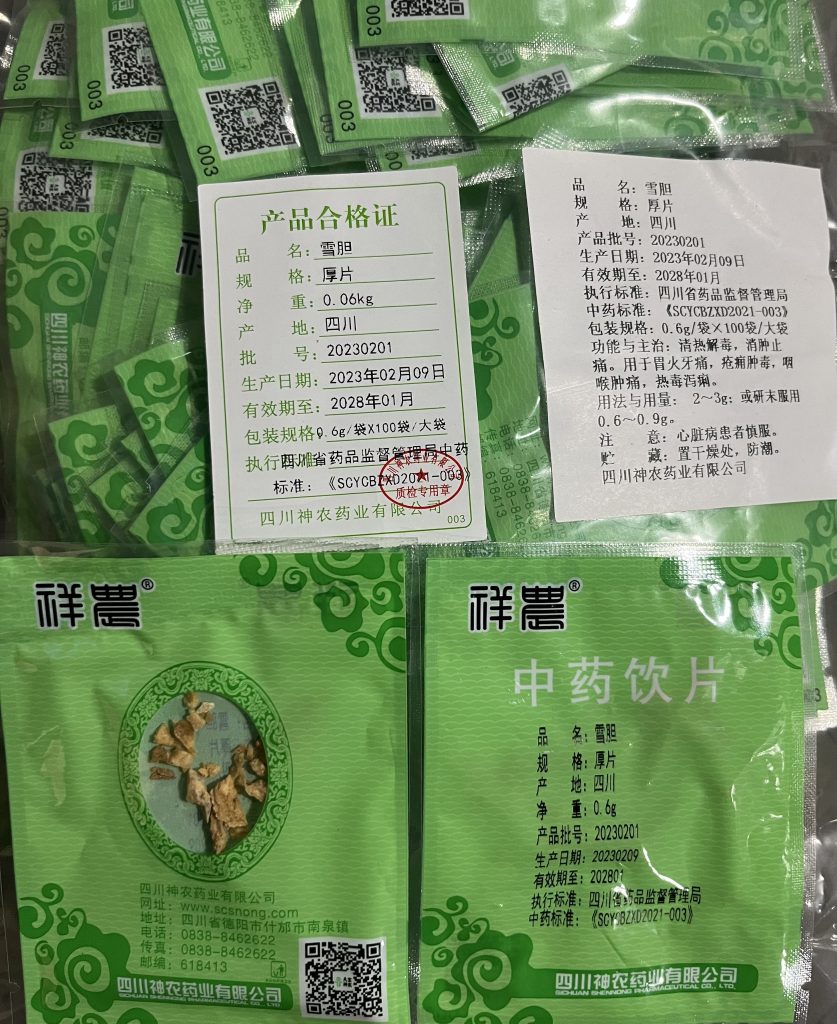 003
003
003
003
003
产品合格证
品 名：雪胆
规 格：厚片
净 重：0.06kg
产 地：四川
批 号：20230201
生产日期：2023年02月09日
有效期至：2028年01月
包装规格：0.6g/袋X100袋/大袋
执行标准：四川省药品监督管理局中药
标准：《SCYCBZXD2021-003》
质检专用章
四川神农药业有限公司
003
品 名：雪胆
规 格：厚片
产 地：四川
产品批号：20230201
生产日期：2023年02月09日
有效期至：2028年01月
执行标准：四川省药品监督管理局
中药标准：《SCYCBZXD2021-003》
包装规格：0.6g/袋×100袋/大袋
功能与主治：清热解毒，消肿止
痛。用于胃火牙痛，疮痈肿毒，咽
喉肿痛，热毒泻痢。
用法与用量： 2～3g；或研末服用
0.6～0.9g。
注 意：心脏病患者慎服。
贮 藏：置干燥处，防潮。
四川神农药业有限公司
祥農®
四川神农药业有限公司
网址：www.scsnong.com
地址：四川省德阳市什邡市南泉镇
电话：0838-8462622
传真：0838-8462622
邮编：618413
四川神农药业有限公司
SICHUAN SHENNONG PHARMACEUTICAL CO., LTD.
祥農®
中药饮片
品 名：雪胆
规 格：厚片
产 地：四川
净 重：0.6g
产品批号：20230201
生产日期：20230209
有效期至：202801
执行标准：四川省药品监督管理局
中药标准：《SCYCBZXD2021-003》
四川神农药业有限公司
SICHUAN SHENNONG PHARMACEUTICAL CO., LTD.